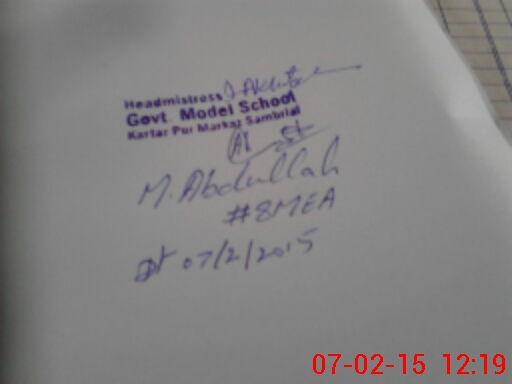 Headmistress J Akhtar
Govt. Model School
Kartar Pur Markaz Sambrial
M. Abdullah
#8MEA
Dt 07/2/2015
07-02-15 12:19